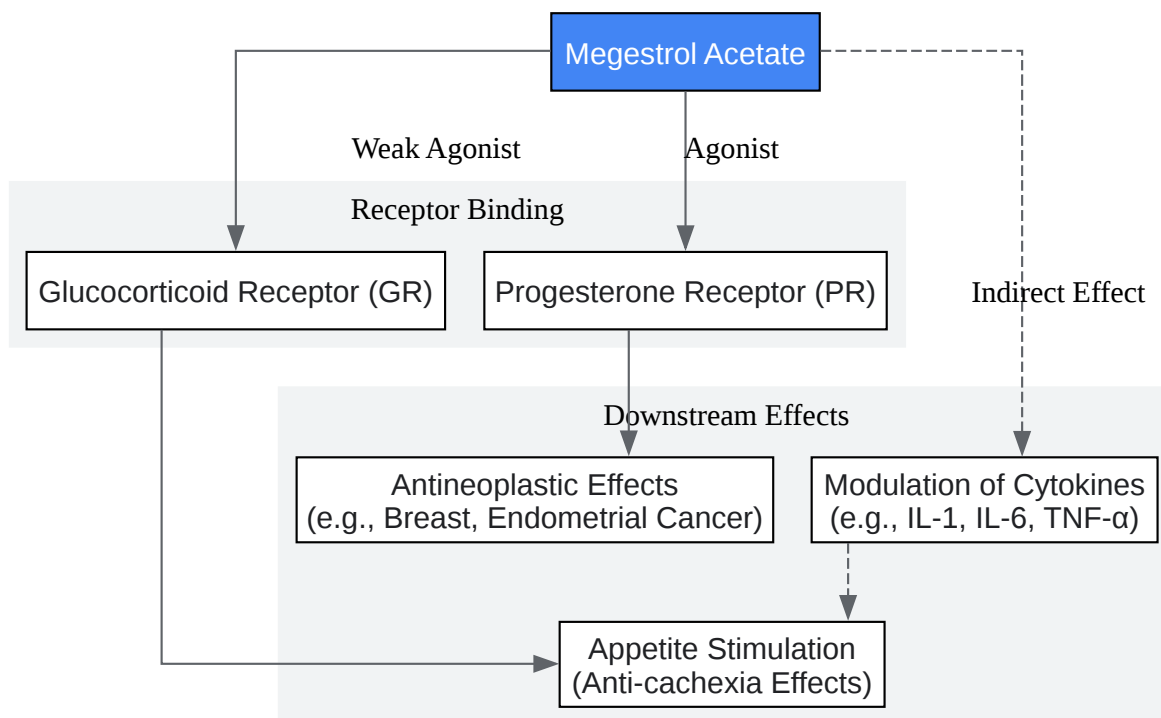 Megestrol Acetate
Weak Agonist
Agonist
Receptor Binding
Glucocorticoid Receptor (GR)
Progesterone Receptor (PR)
Indirect Effect
Downstream Effects
Antineoplastic Effects
(e.g., Breast, Endometrial Cancer)
Modulation of Cytokines
(e.g., IL-1, IL-6, TNF-α)
Appetite Stimulation
(Anti-cachexia Effects)